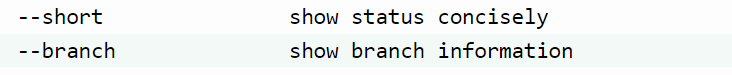 --short              show status concisely
--branch             show branch information